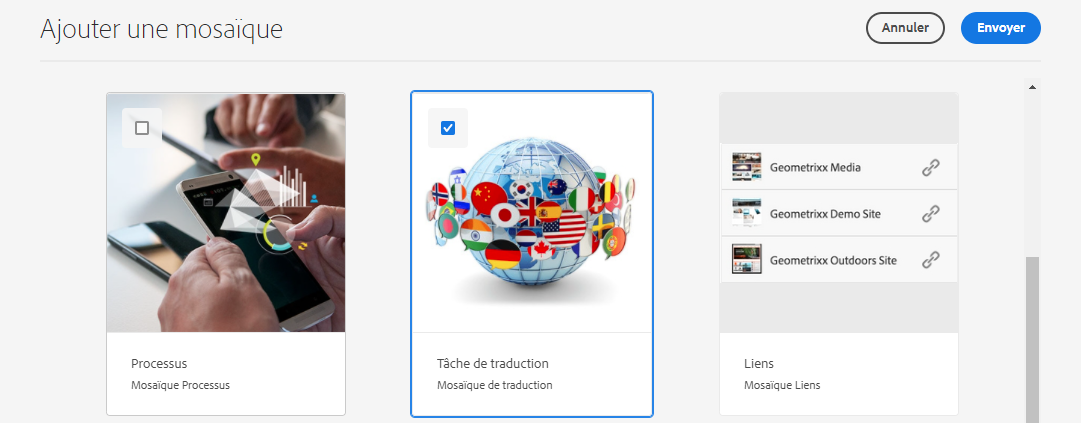 Ajouter une mosaïque
Annuler
Envoyer
Geometrixx Media
Geometrixx Demo Site
Geometrixx Outdoors Site
Processus
Mosaïque Processus
Tâche de traduction
Mosaïque de traduction
Liens
Mosaïque Liens